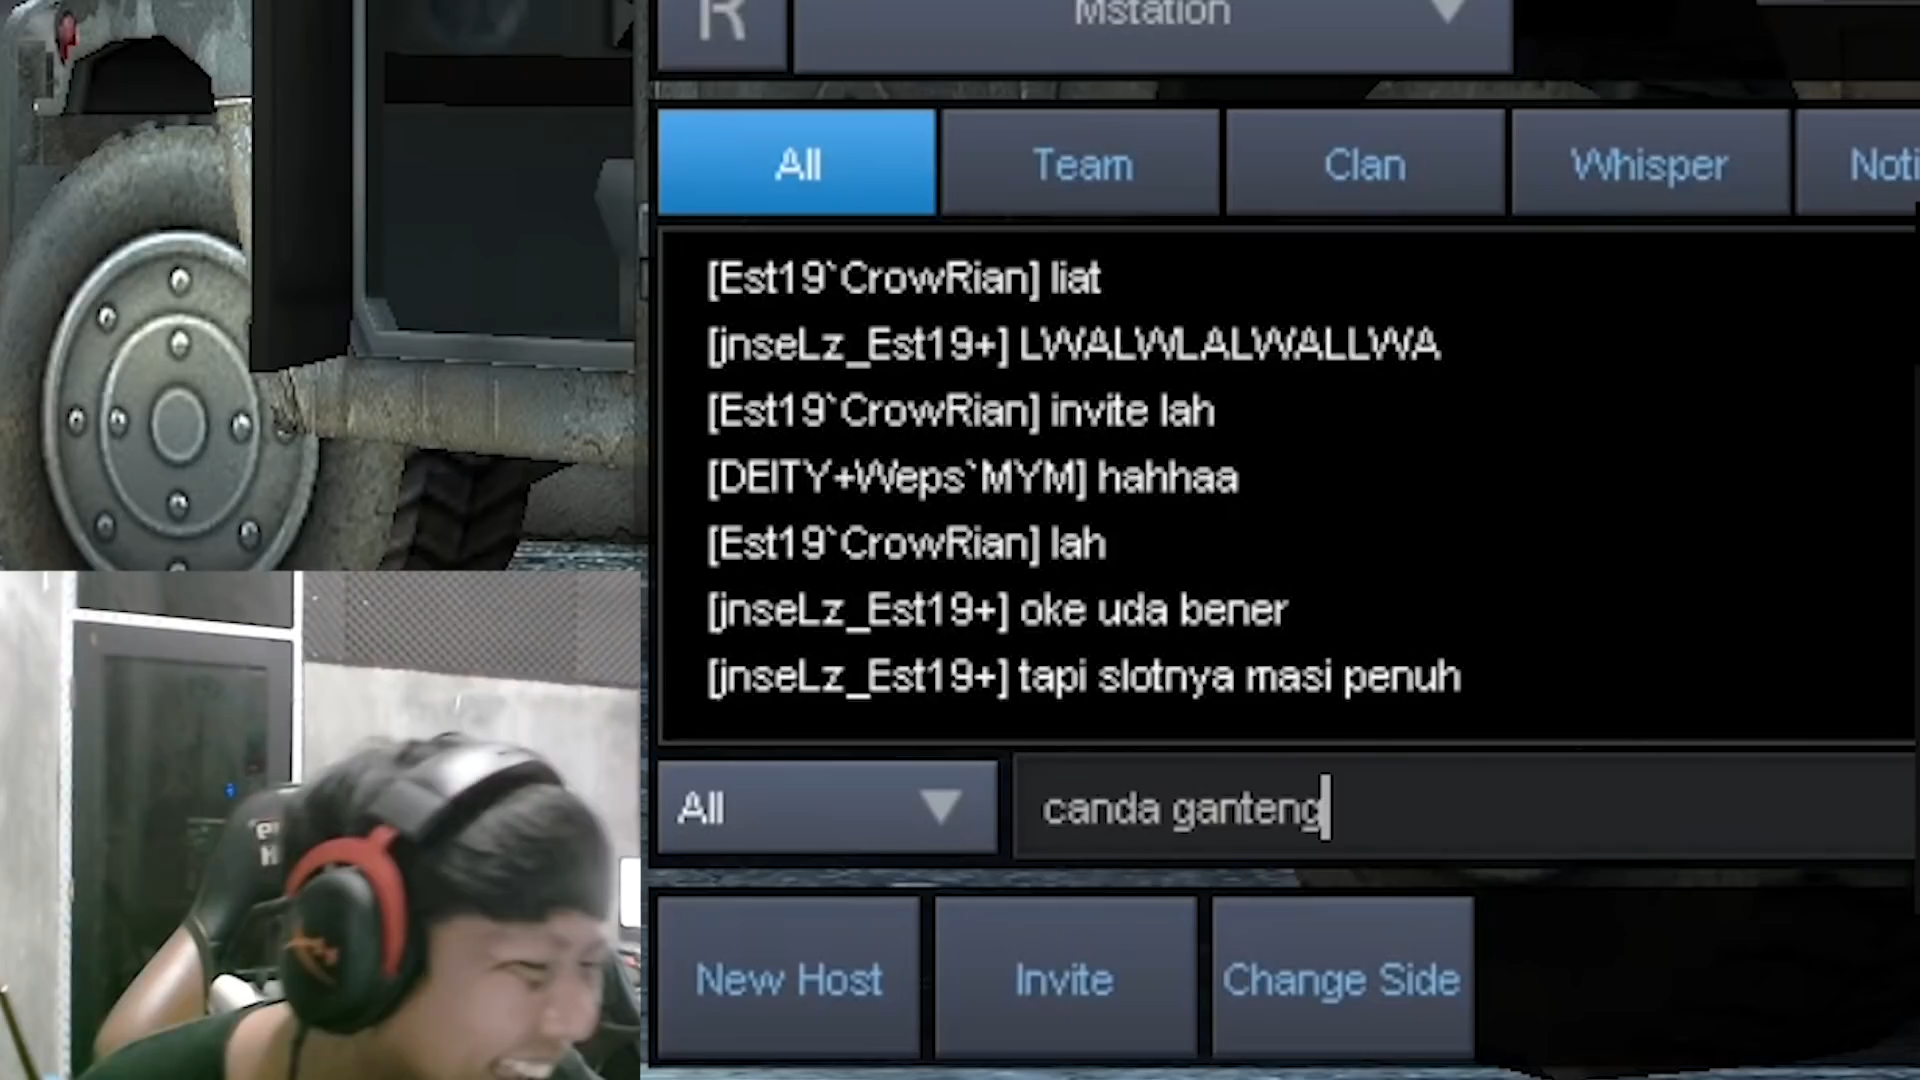 R
Mstation
All
Team
Clan
Whisper
Noti
[Est19`CrowRian] liat
[jnseLz_Est19+] LWALWLALWALLWA
[Est19`CrowRian] invite lah
[DEITY+Weps`MYM] hahhaa
[Est19`CrowRian] lah
[jnseLz_Est19+] oke uda bener
[jnseLz_Est19+] tapi slotnya masi penuh
All
canda ganteng
New Host
Invite
Change Side